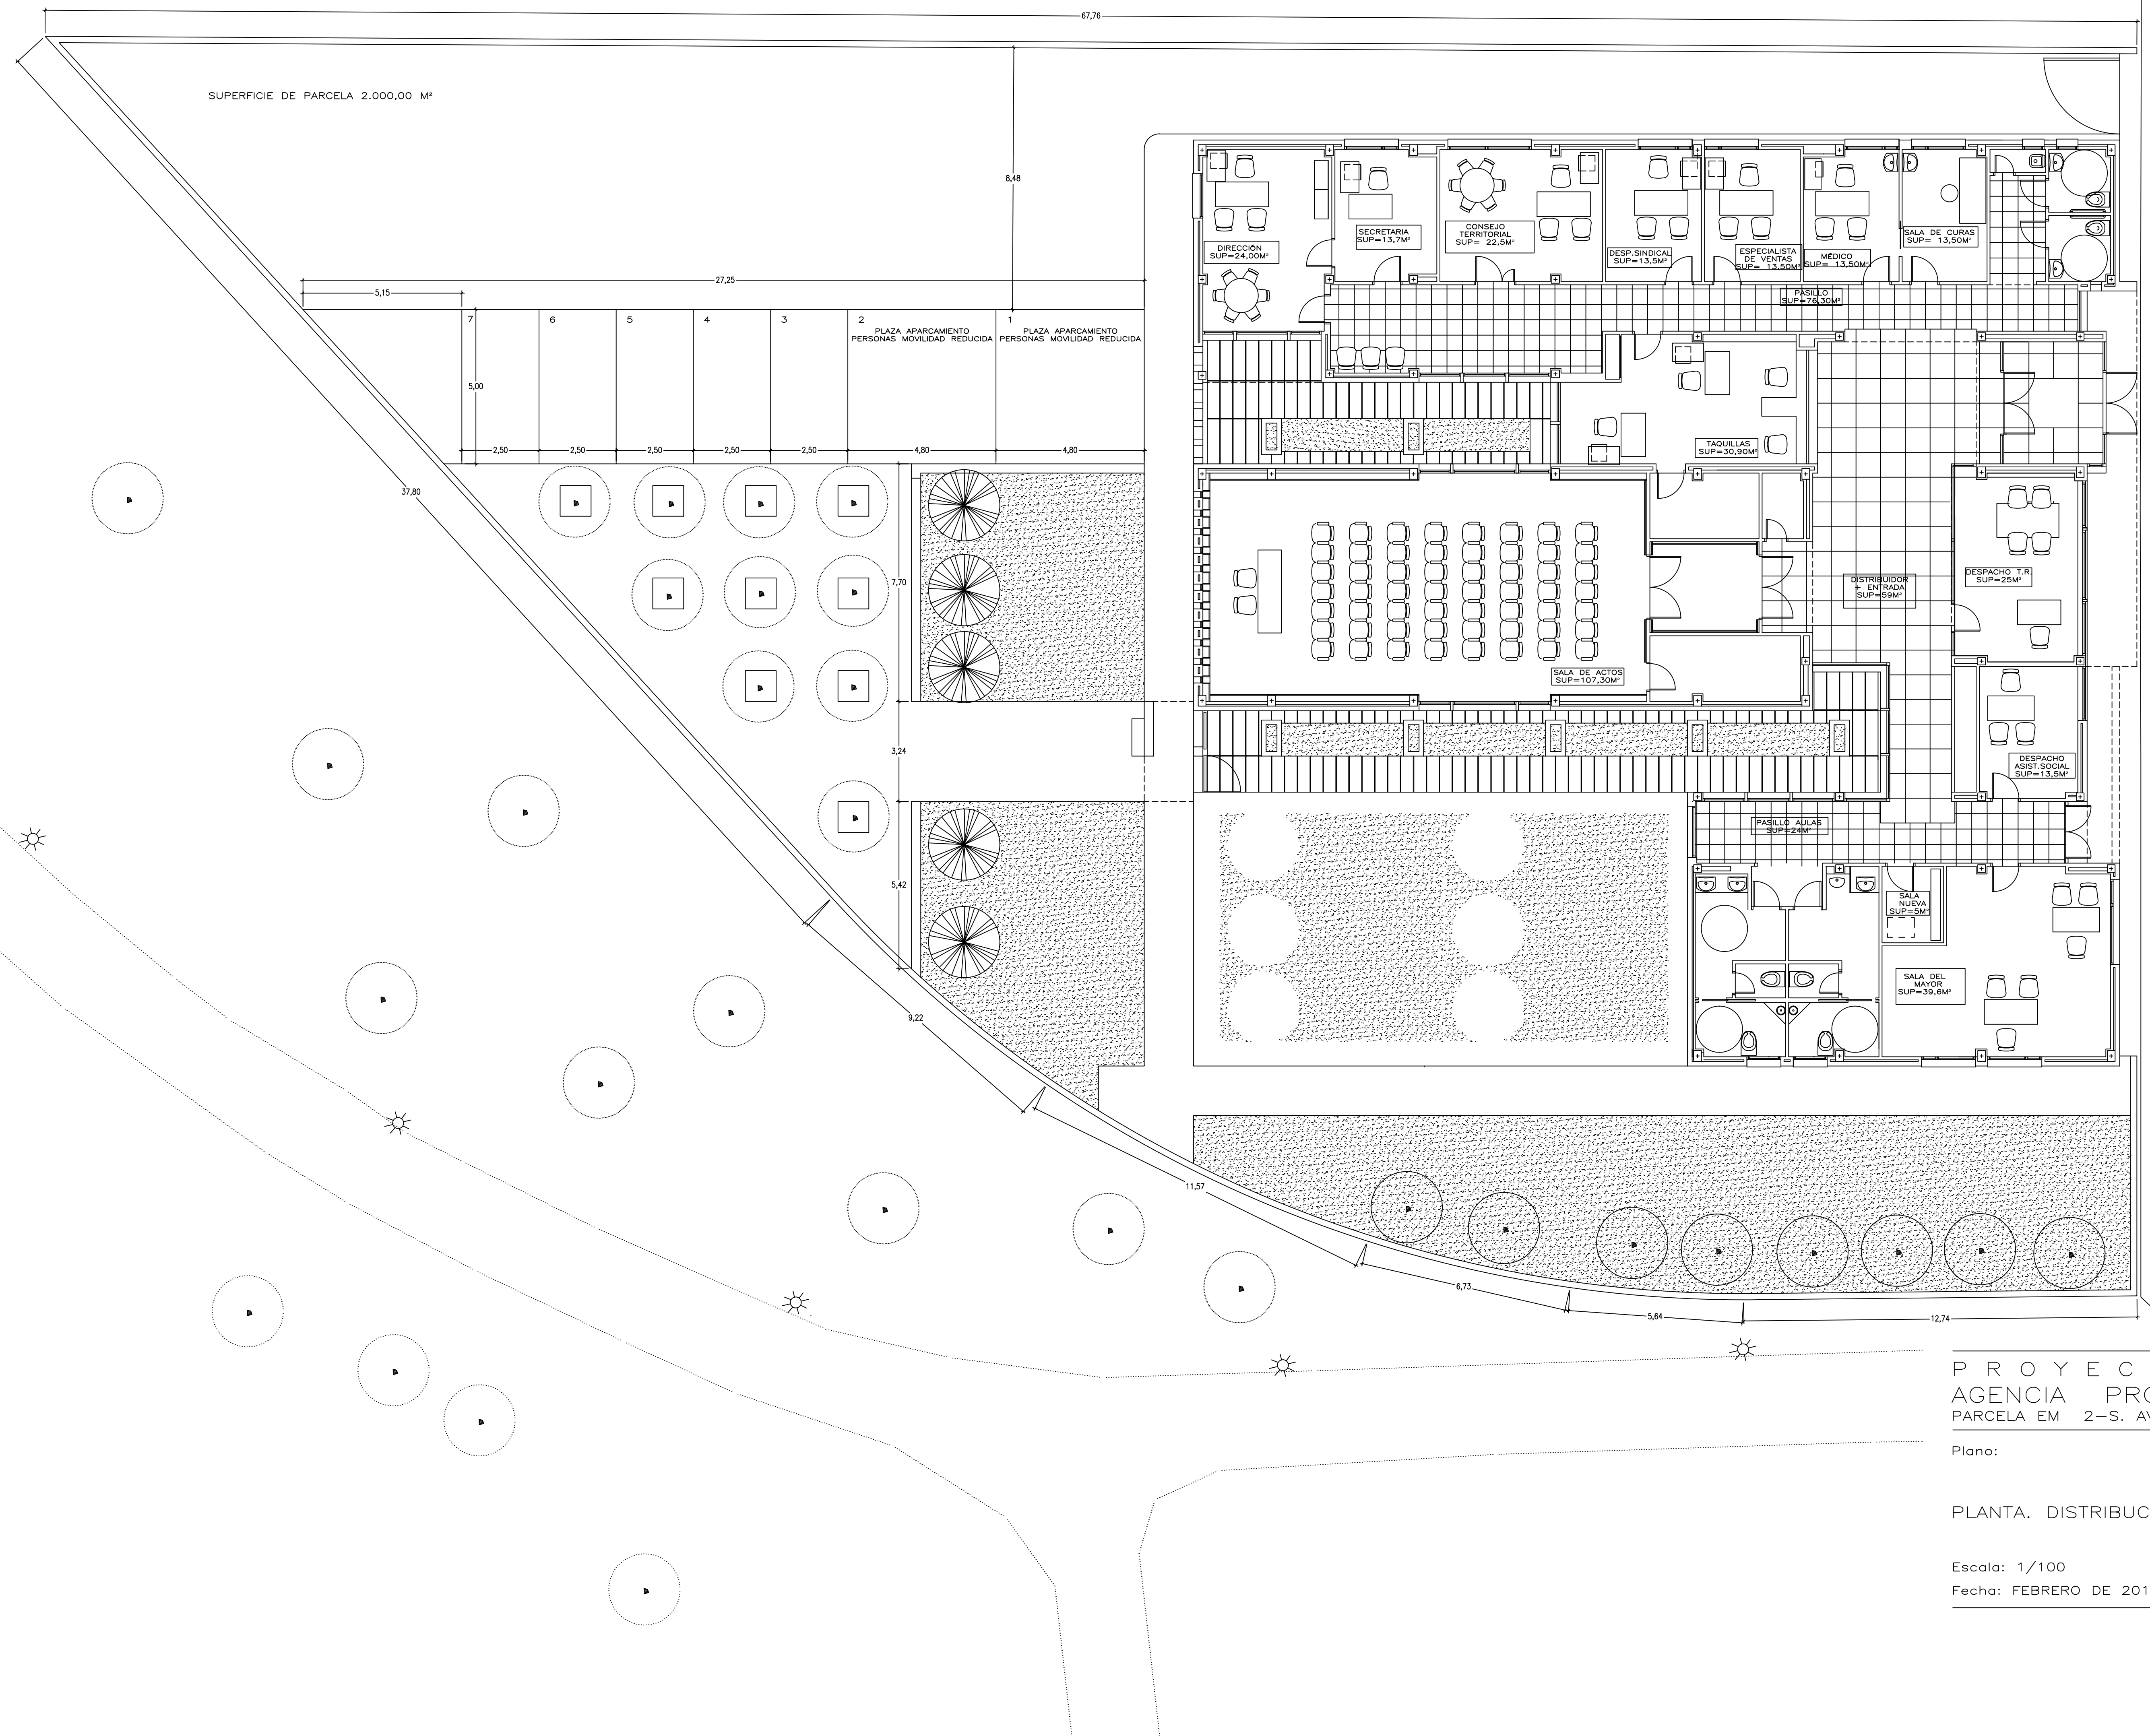 67,76
SUPERFICIE DE PARCELA 2.000,00 M²
8,48
DIRECCIÓN
SUP=24,00M²
SECRETARIA
SUP=13,7M²
CONSEJO
TERRITORIAL
SUP= 22,5M²
DESP.SINDICAL
SUP=13,5M²
ESPECIALISTA
DE VENTAS
SUP= 13,50M²
MÉDICO
SUP= 13,50M²
SALA DE CURAS
SUP= 13,50M²
PASILLO
SUP=76,30M²
27,25
5,15
7
6
5
4
3
2
1
PLAZA APARCAMIENTO
PERSONAS MOVILIDAD REDUCIDA
PLAZA APARCAMIENTO
PERSONAS MOVILIDAD REDUCIDA
5,00
2,50
2,50
2,50
2,50
2,50
4,80
4,80
TAQUILLAS
SUP=30,90M²
37,80
7,70
DISTRIBUIDOR
+ ENTRADA
SUP=59M²
DESPACHO T.R.
SUP=25M²
SALA DE ACTOS
SUP=107,30M²
3,24
DESPACHO
ASIST.SOCIAL
SUP=13,5M²
PASILLO AULAS
SUP=24M²
5,42
SALA
NUEVA
SUP=5M²
SALA DEL
MAYOR
SUP=39,6M²
9,22
11,57
6,73
5,64
12,74
PROYEC
AGENCIA PRO
PARCELA EM 2-S. AV
Plano:
PLANTA. DISTRIBUC
Escala: 1/100
Fecha: FEBRERO DE 201